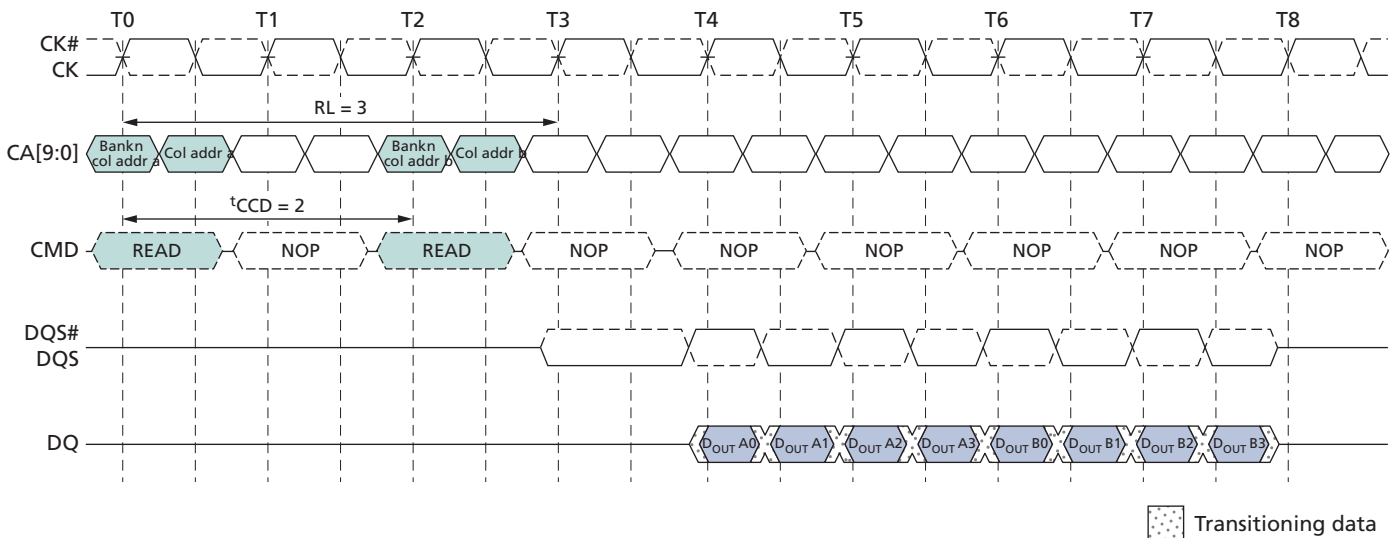 T0 T1 T2 T3 T4 T5 T6 T7 T8
CK#
CK
RL = 3
CA[9:0]
Bankn
col addr a
Col addr a
Bankn
col addr b
Col addr b
tCCD = 2
CMD READ NOP READ NOP NOP NOP NOP NOP NOP
DQS#
DQS
DQ DOUT A0 DOUT A1 DOUT A2 DOUT A3 DOUT B0 DOUT B1 DOUT B2 DOUT B3
Transitioning data